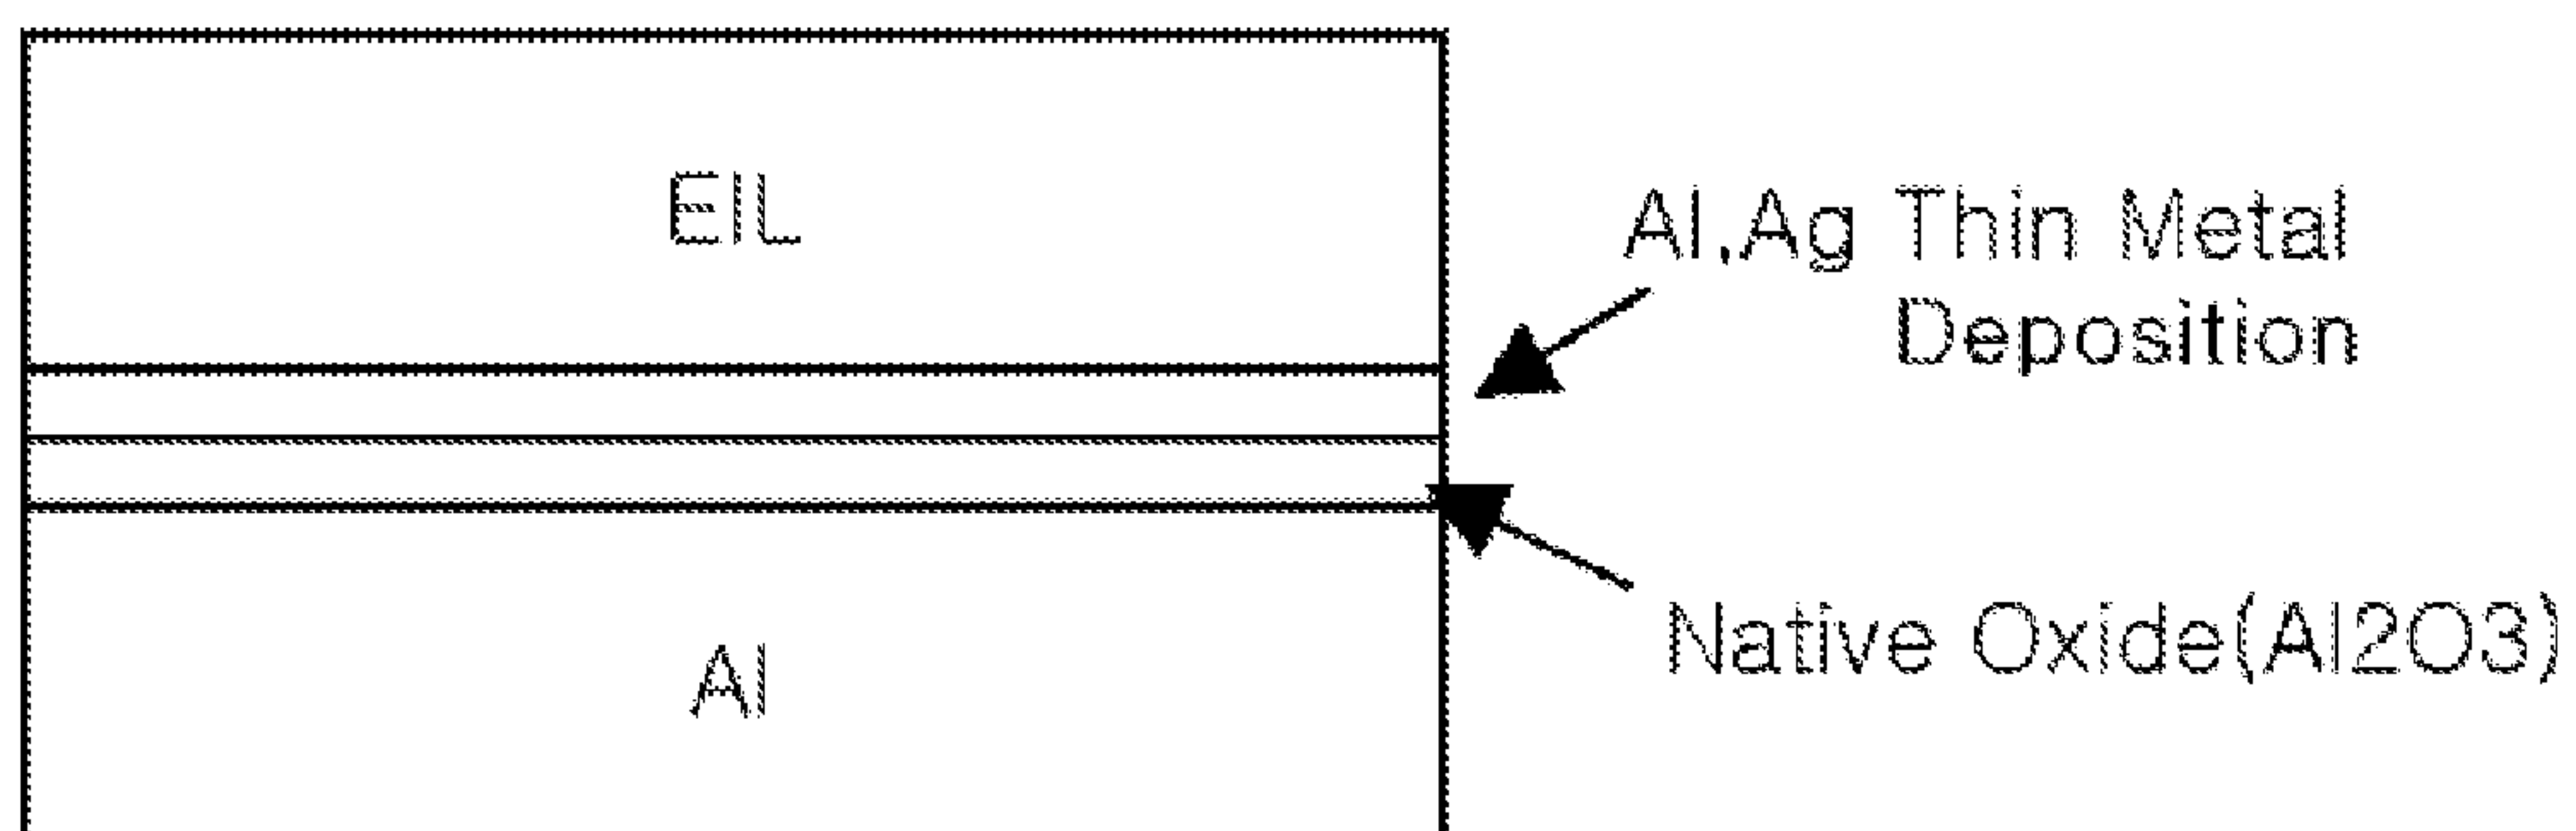 EIL
Al,Ag Thin Metal
Deposition
Native Oxide(Al2O3)
Al